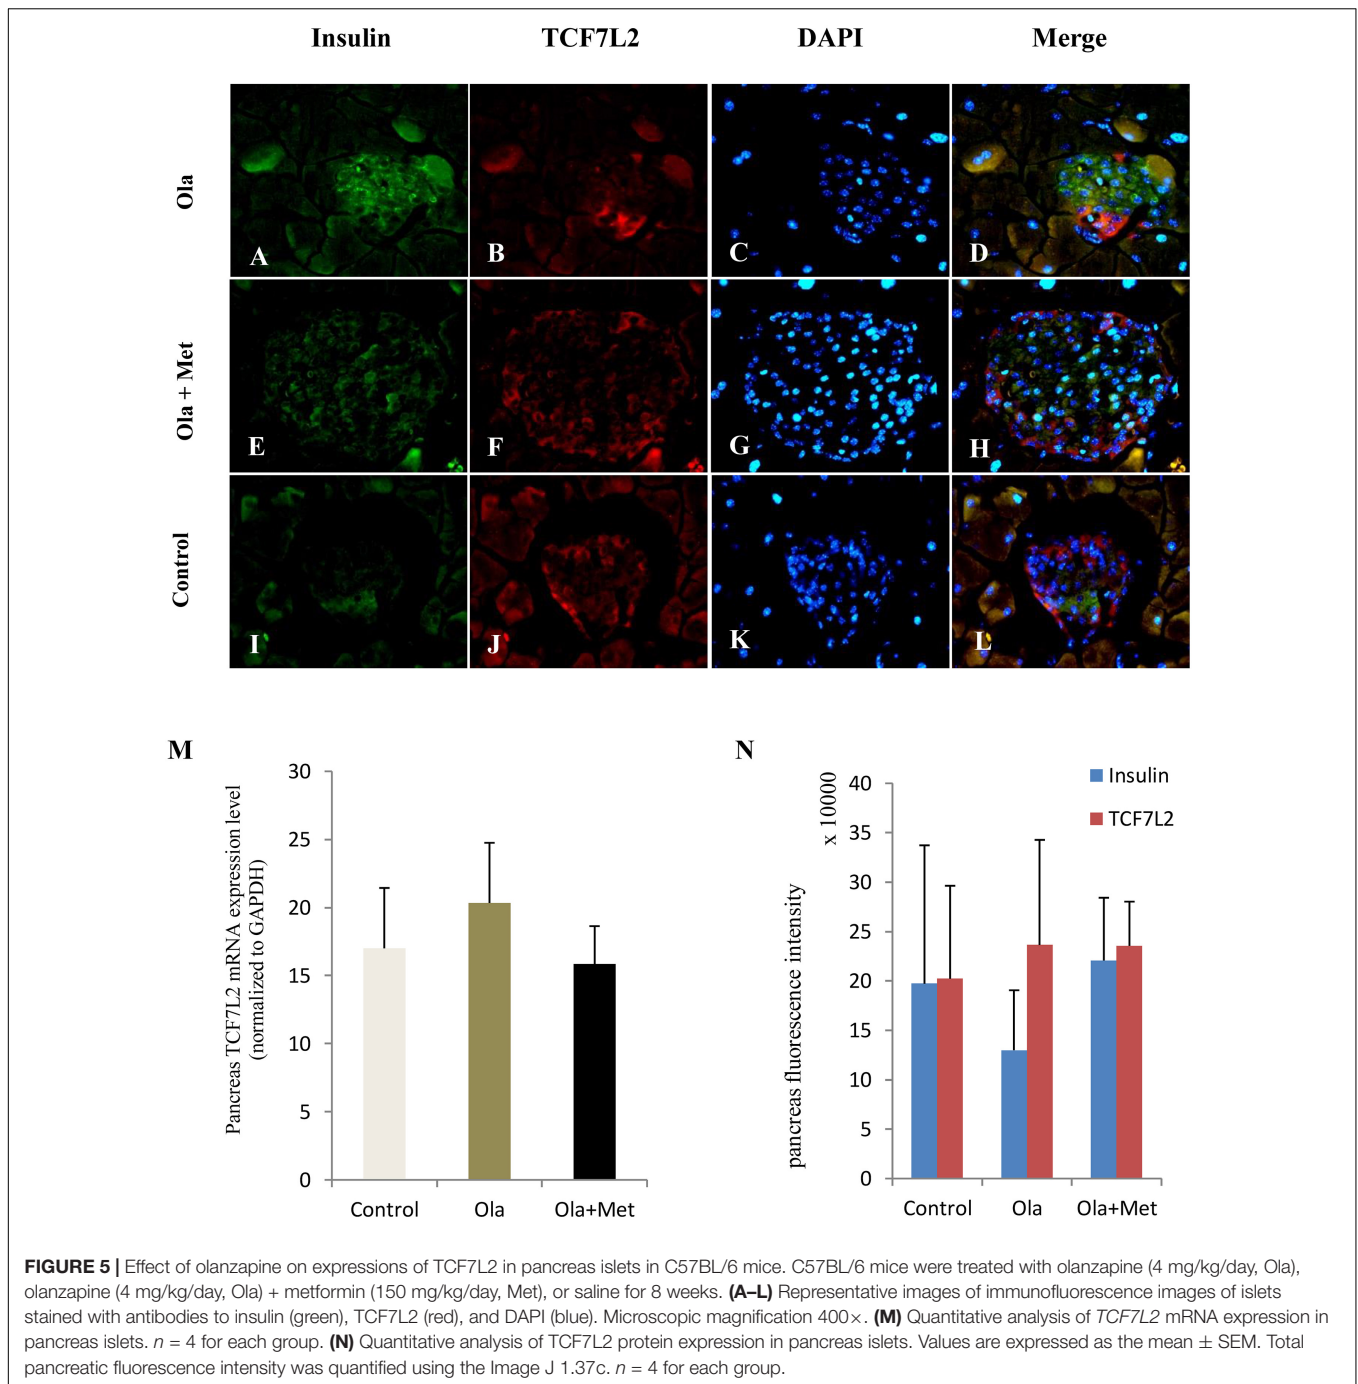 Insulin TCF7L2 DAPI Merge
Ola
A B C D
Ola + Met
E F G H
Control
I J K L
M
Pancreas TCF7L2 mRNA expression level
(normalized to GAPDH)
30
25
20
15
10
5
0
Control Ola Ola+Met
N
pancreas fluorescence intensity
x 10000
40
35
30
25
20
15
10
5
0
Control Ola Ola+Met
Insulin
TCF7L2
FIGURE 5 | Effect of olanzapine on expressions of TCF7L2 in pancreas islets in C57BL/6 mice. C57BL/6 mice were treated with olanzapine (4 mg/kg/day, Ola),
olanzapine (4 mg/kg/day, Ola) + metformin (150 mg/kg/day, Met), or saline for 8 weeks. (A–L) Representative images of immunofluorescence images of islets
stained with antibodies to insulin (green), TCF7L2 (red), and DAPI (blue). Microscopic magnification 400×. (M) Quantitative analysis of TCF7L2 mRNA expression in
pancreas islets. n = 4 for each group. (N) Quantitative analysis of TCF7L2 protein expression in pancreas islets. Values are expressed as the mean ± SEM. Total
pancreatic fluorescence intensity was quantified using the Image J 1.37c. n = 4 for each group.